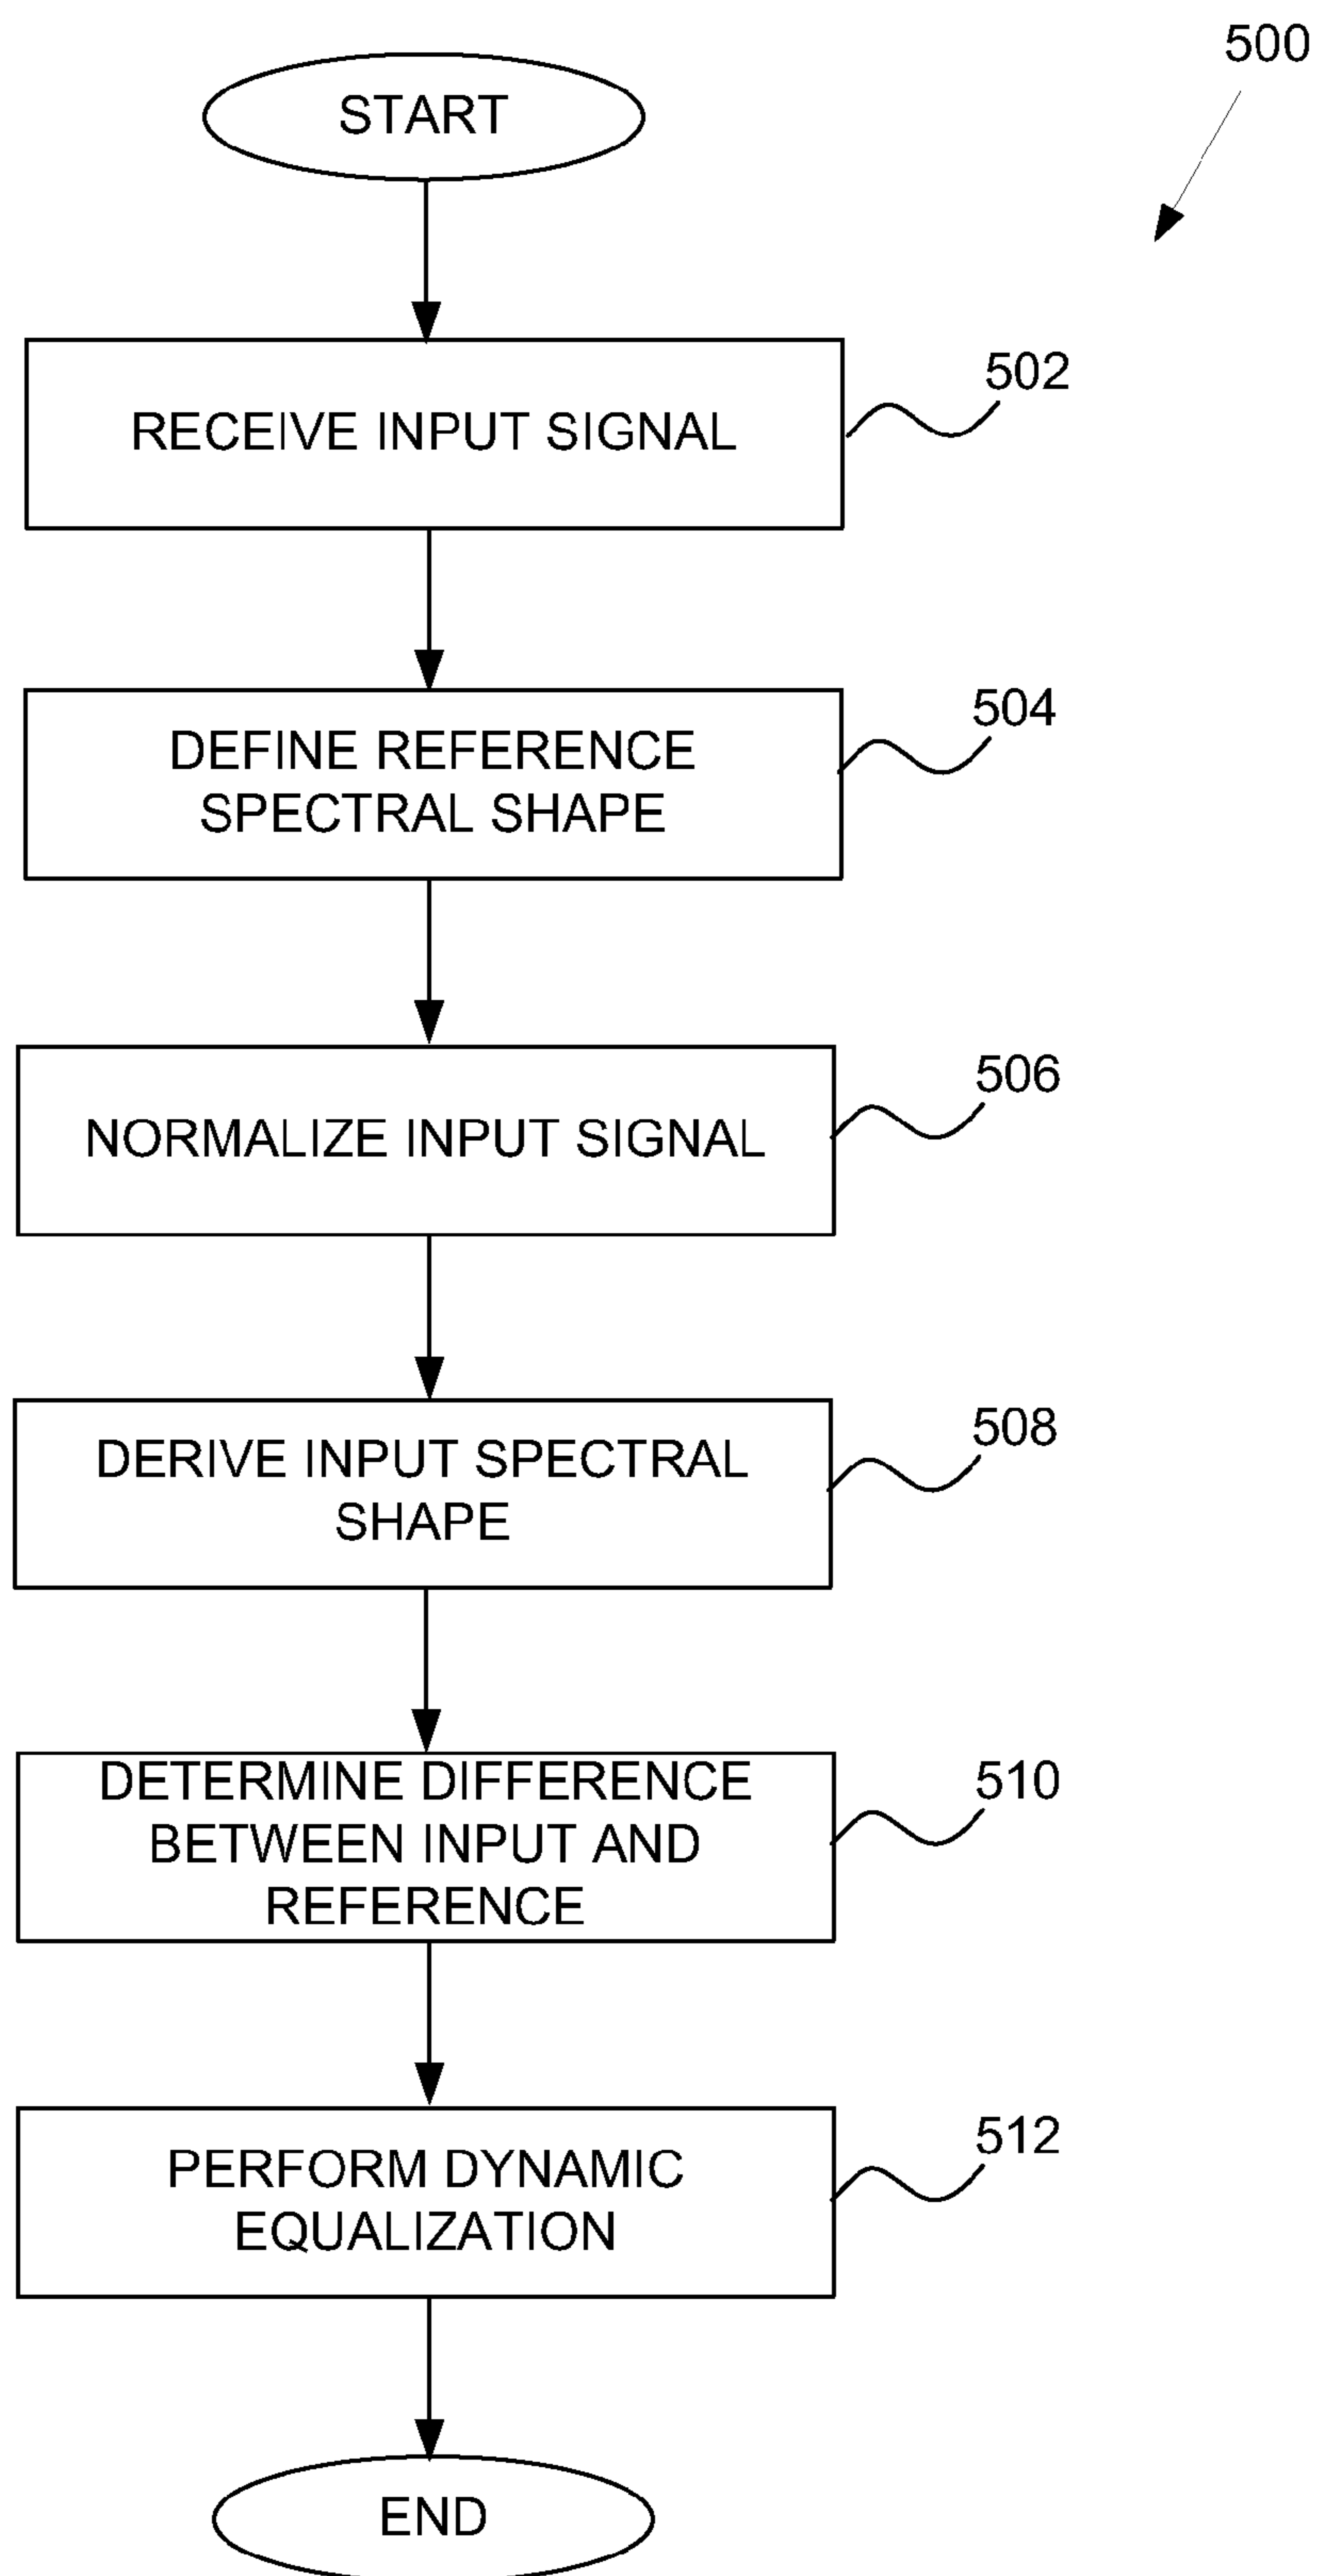 500
START
RECEIVE INPUT SIGNAL
502
DEFINE REFERENCE
SPECTRAL SHAPE
504
NORMALIZE INPUT SIGNAL
506
DERIVE INPUT SPECTRAL
SHAPE
508
DETERMINE DIFFERENCE
BETWEEN INPUT AND
REFERENCE
510
PERFORM DYNAMIC
EQUALIZATION
512
END